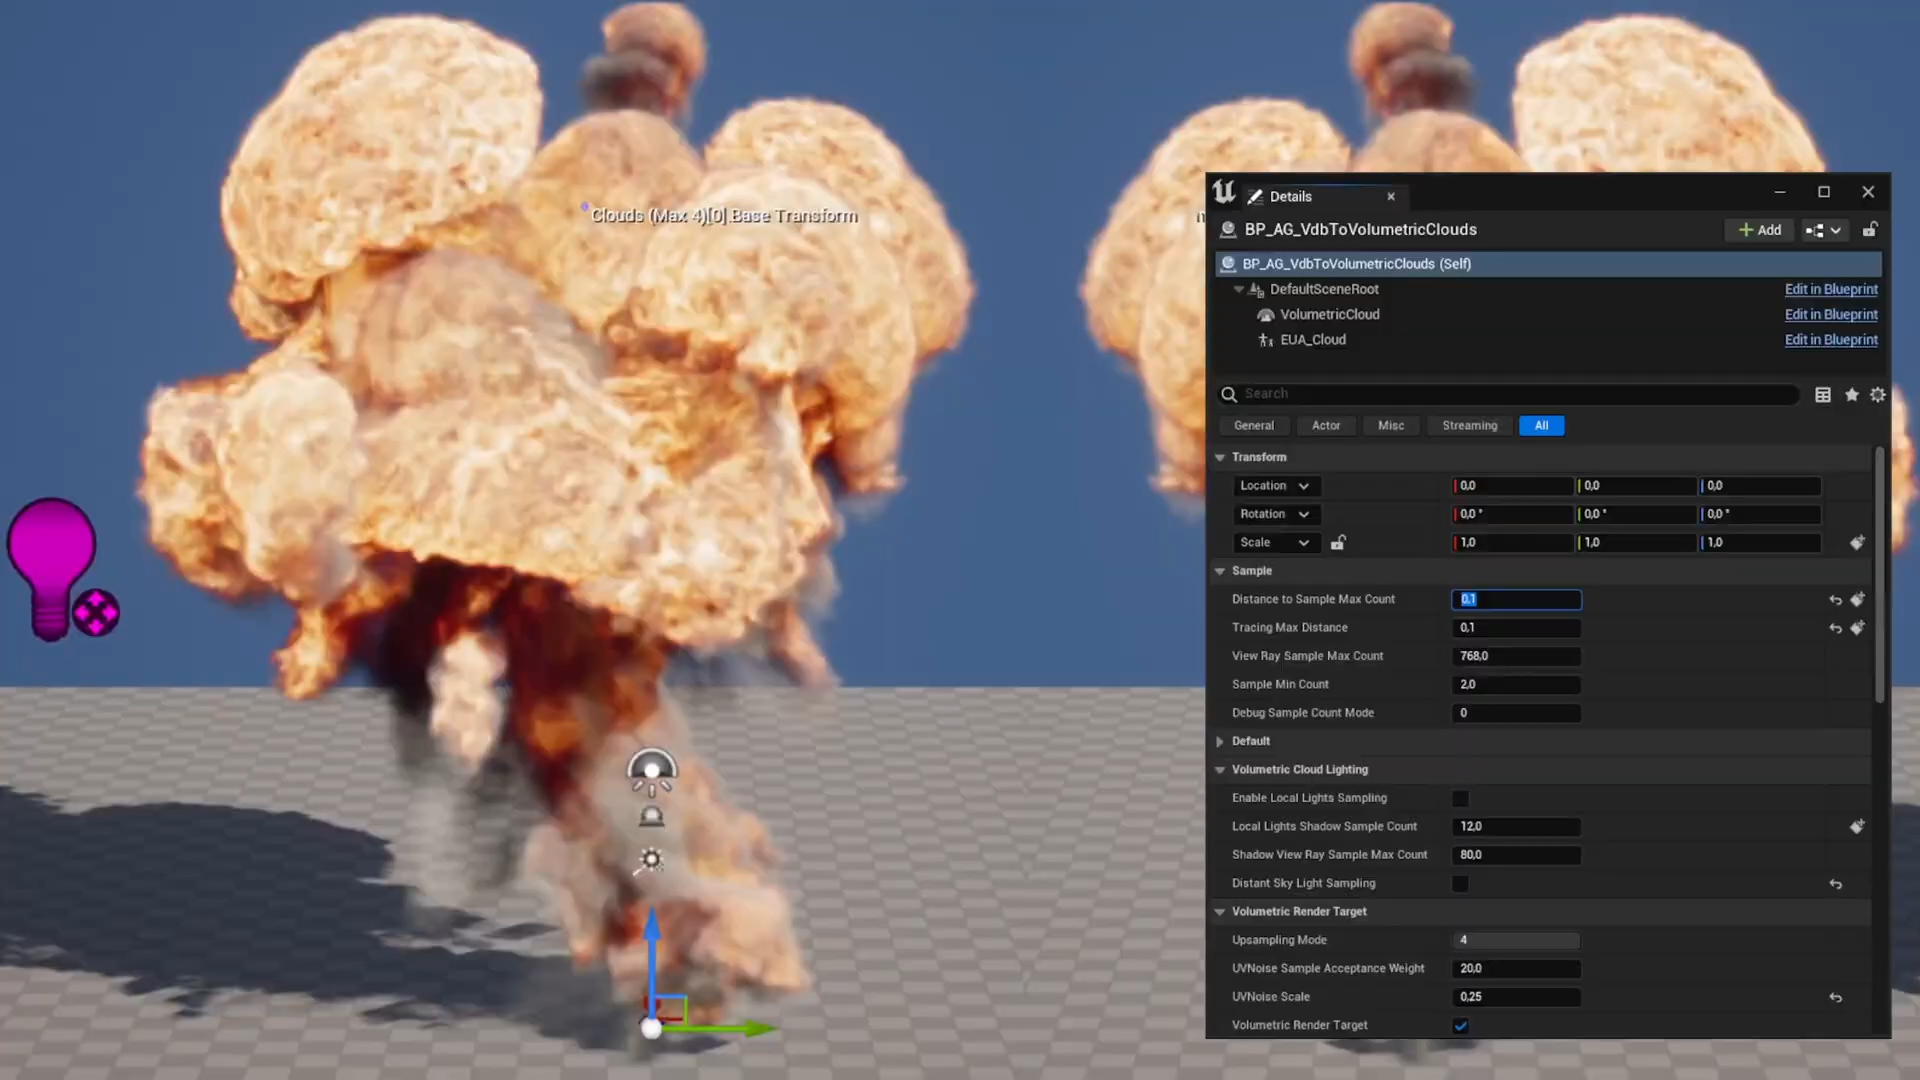 Clouds (Max 4)[0] Base Transform
Details
BP_AG_VdbToVolumetricClouds
Add
BP_AG_VdbToVolumetricClouds (Self)
DefaultSceneRoot Edit in Blueprint
VolumetricCloud Edit in Blueprint
EUA_Cloud Edit in Blueprint
Search
General Actor Misc Streaming All
Transform
Location 0,0 0,0 0,0
Rotation 0,0 ° 0,0 ° 0,0 °
Scale 1,0 1,0 1,0
Sample
Distance to Sample Max Count 0,1
Tracing Max Distance 0,1
View Ray Sample Max Count 768,0
Sample Min Count 2,0
Debug Sample Count Mode 0
Default
Volumetric Cloud Lighting
Enable Local Lights Sampling
Local Lights Shadow Sample Count 12,0
Shadow View Ray Sample Max Count 80,0
Distant Sky Light Sampling
Volumetric Render Target
Upsampling Mode 4
UVNoise Sample Acceptance Weight 20,0
UVNoise Scale 0,25
Volumetric Render Target